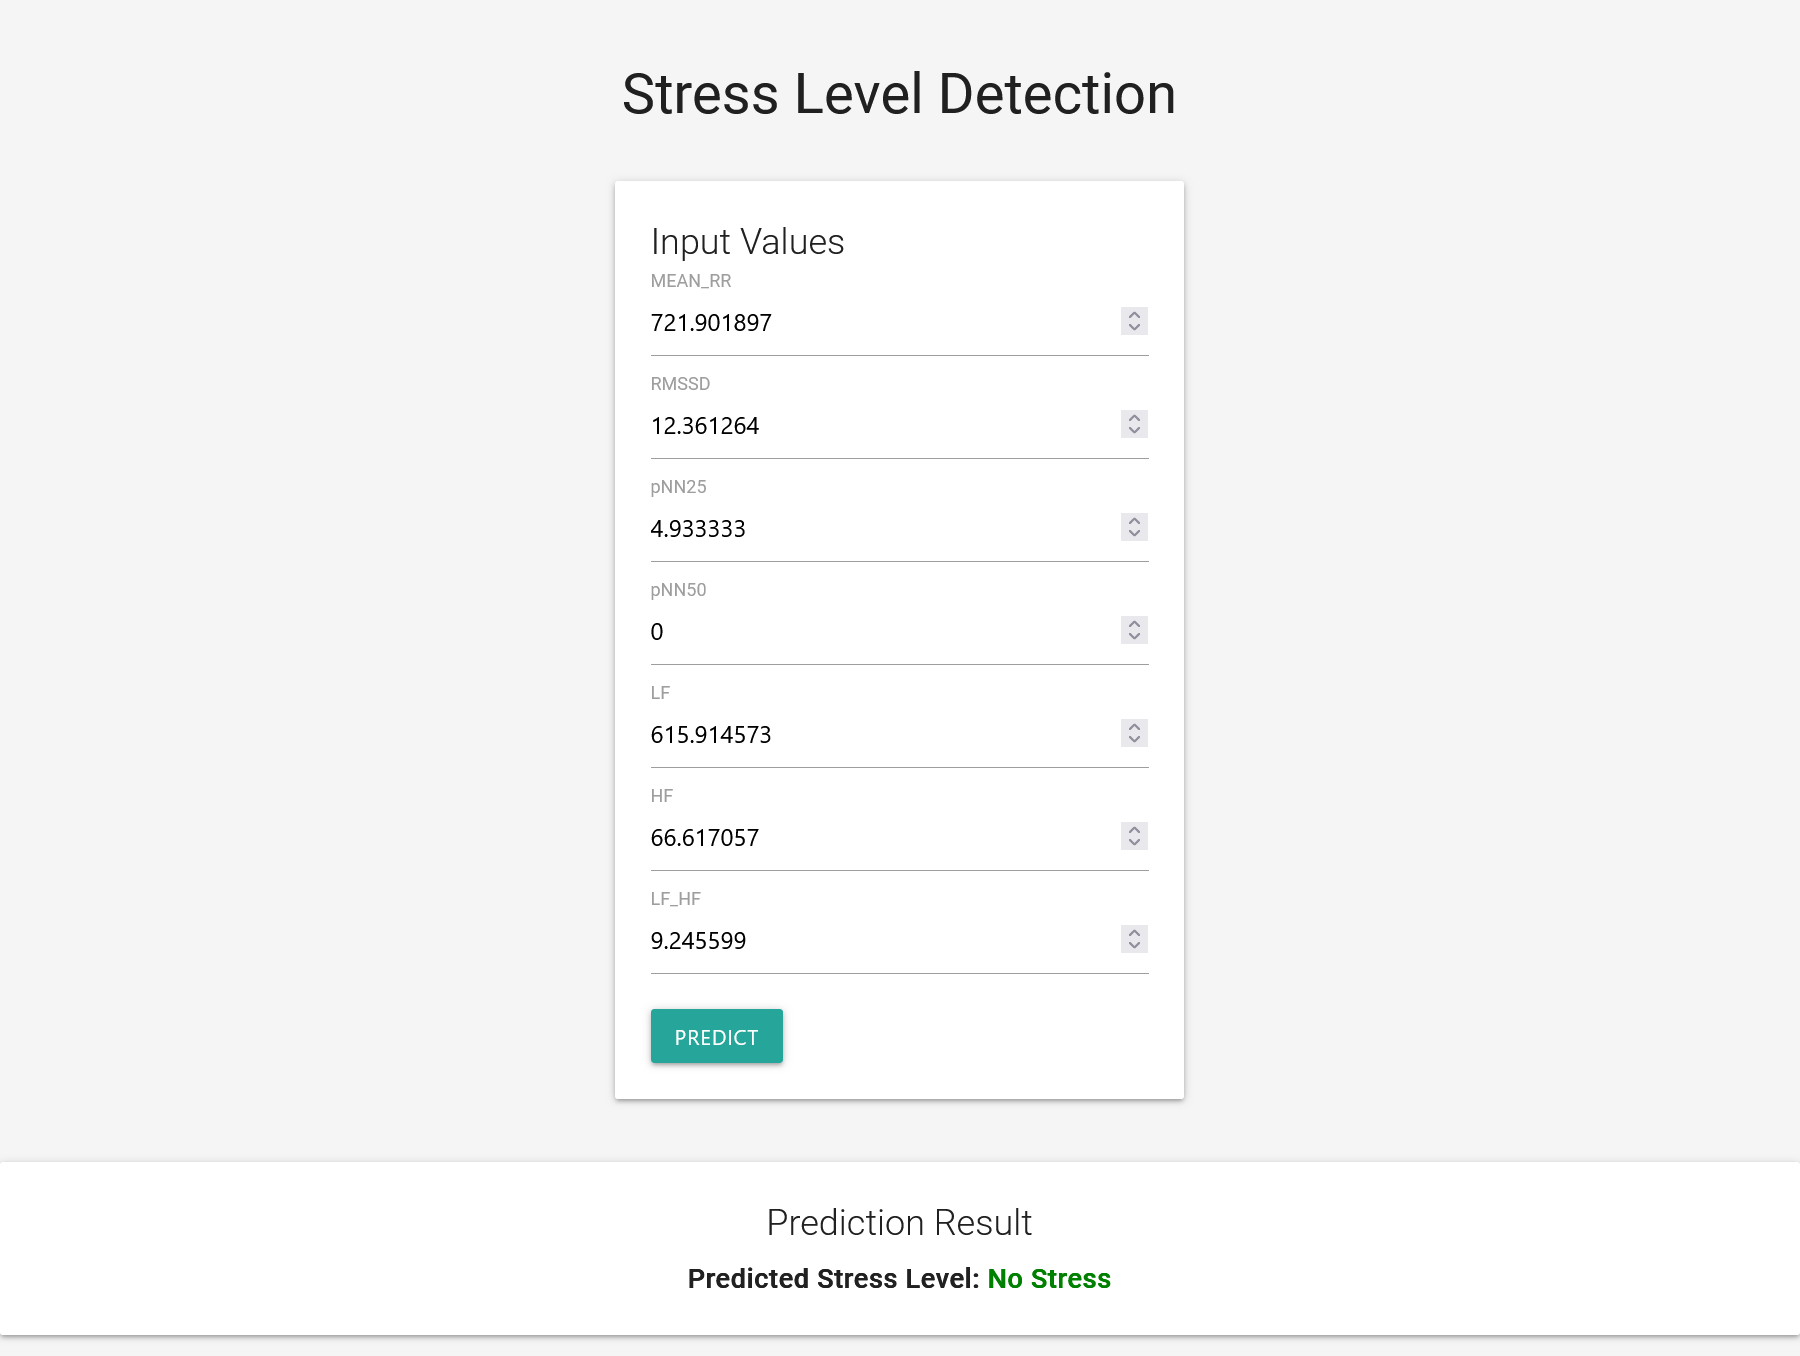 Stress Level Detection
Input Values
MEAN_RR
721.901897
RMSSD
12.361264
pNN25
4.933333
pNN50
0
LF
615.914573
HF
66.617057
LF_HF
9.245599
PREDICT
Prediction Result
Predicted Stress Level: No Stress